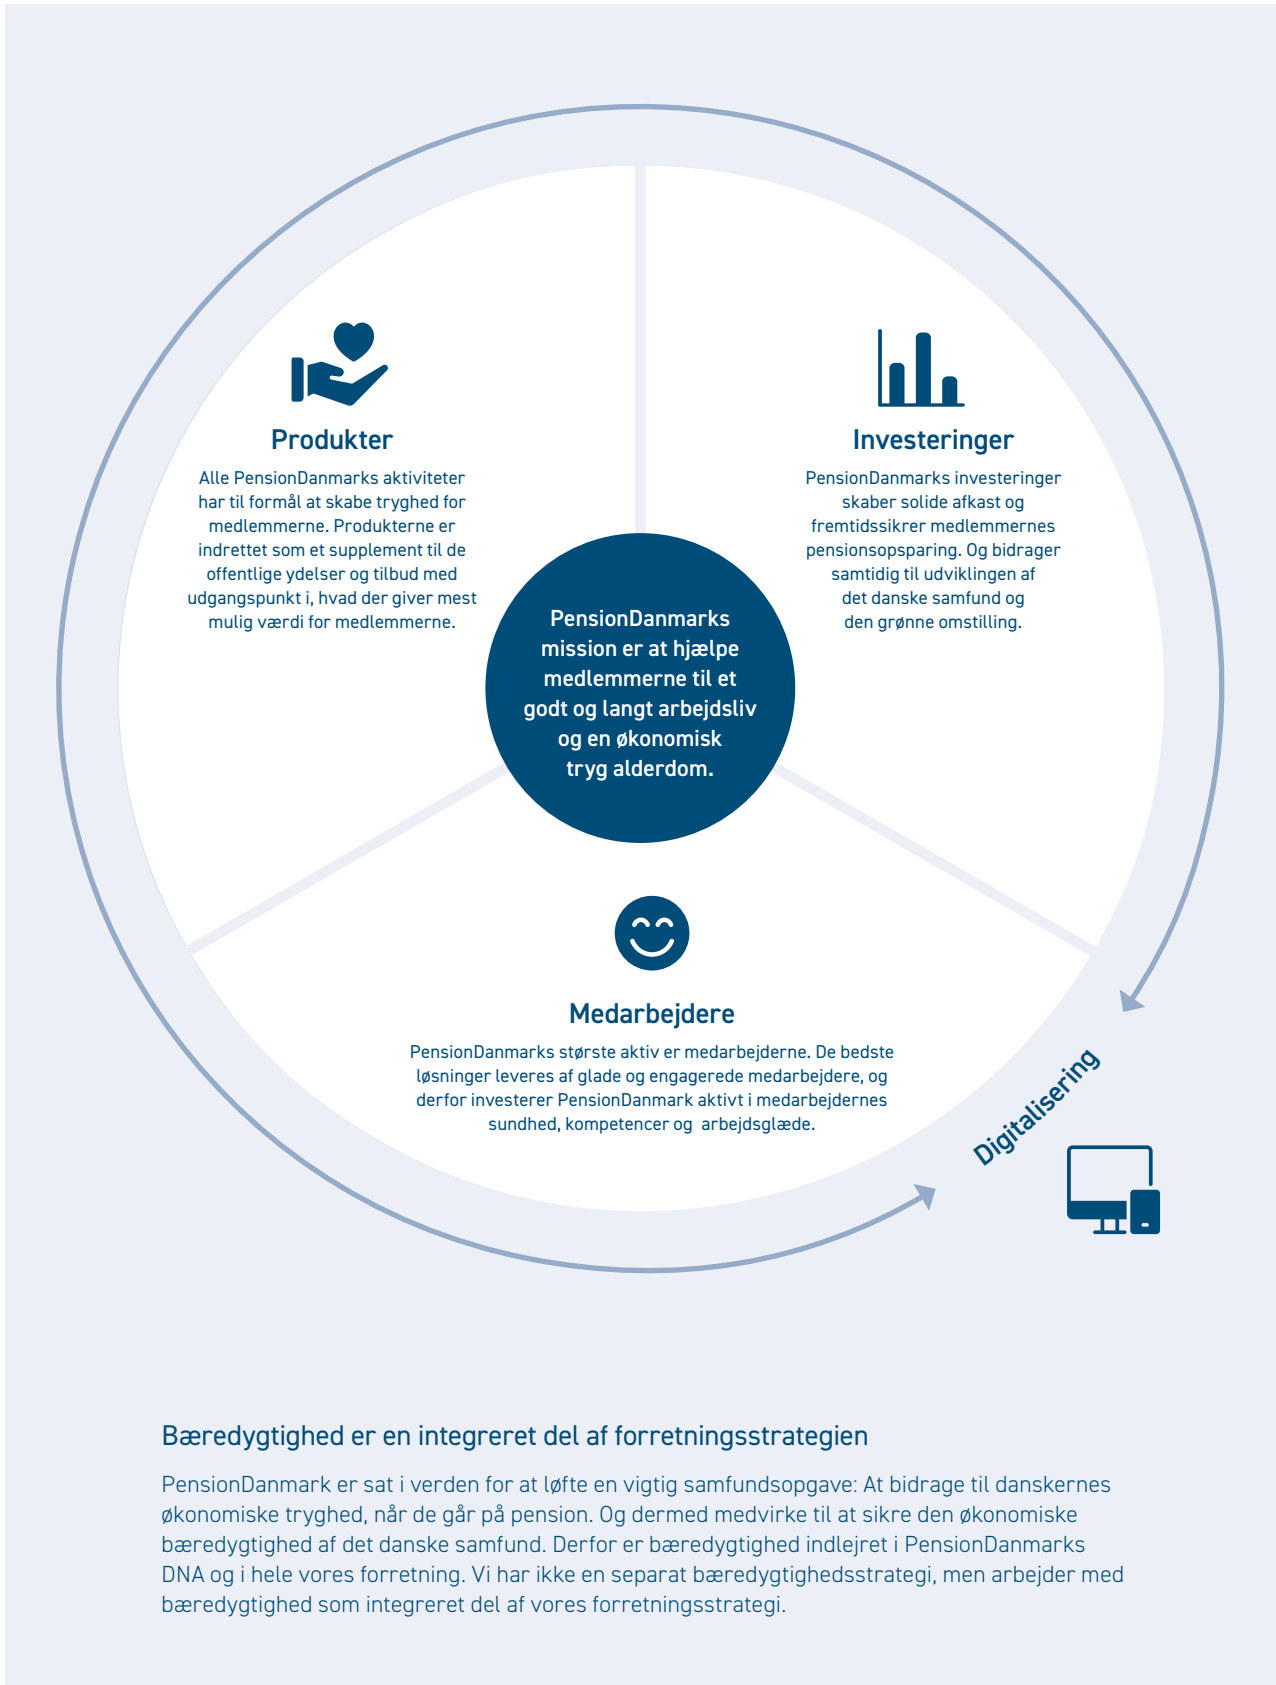 Produkter
Alle PensionDanmarks aktiviteter
har til formål at skabe tryghed for
medlemmerne. Produkterne er
indrettet som et supplement til de
offentlige ydelser og tilbud med
udgangspunkt i, hvad der giver mest
mulig værdi for medlemmerne.
Investeringer
PensionDanmarks investeringer
skaber solide afkast og
fremtidssikrer medlemmernes
pensionsopsparing. Og bidrager
samtidig til udviklingen af
det danske samfund og
den grønne omstilling.
PensionDanmarks
mission er at hjælpe
medlemmerne til et
godt og langt arbejdsliv
og en økonomisk
tryg alderdom.
Medarbejdere
PensionDanmarks største aktiv er medarbejderne. De bedste
løsninger leveres af glade og engagerede medarbejdere, og
derfor investerer PensionDanmark aktivt i medarbejdernes
sundhed, kompetencer og arbejdsglæde.
Digitalisering
Bæredygtighed er en integreret del af forretningsstrategien
PensionDanmark er sat i verden for at løfte en vigtig samfundsopgave: At bidrage til danskernes
økonomiske tryghed, når de går på pension. Og dermed medvirke til at sikre den økonomiske
bæredygtighed af det danske samfund. Derfor er bæredygtighed indlejret i PensionDanmarks
DNA og i hele vores forretning. Vi har ikke en separat bæredygtighedsstrategi, men arbejder med
bæredygtighed som integreret del af vores forretningsstrategi.